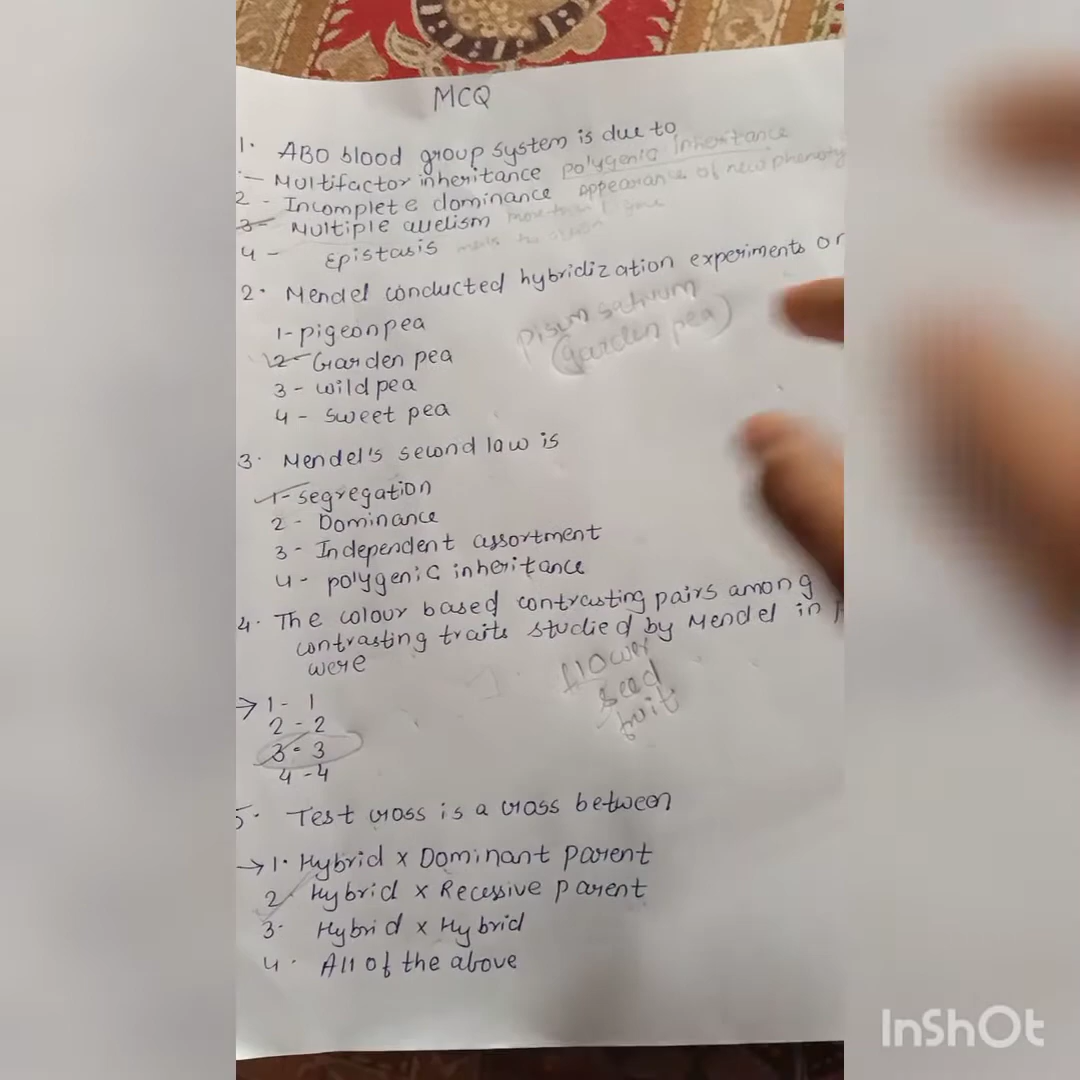 MCQ
1. ABO blood group system is due to
- Multifactor inheritance polygenic inheritance
2 - Incomplete dominance appearance of new phenoty
3- Multiple allelism more than 1 gene
4 - Epistasis
2. Mendel conducted hybridization experiments on
1- pigeonpea
2- Garden pea
3 - wild pea
4 - sweet pea
Pisum sativum
(garden pea)
3. Mendel's second law is
1- Segregation
2 - Dominance
3 - Independent assortment
4 - polygenic inheritance
4. The colour based contrasting pairs among
contrasting traits studied by Mendel in
were
flower
seed
fruit
→ 1- 1
2 - 2
3 - 3
4 - 4
5. Test cross is a cross between
→ 1. Hybrid x Dominant parent
2. Hybrid x Recessive parent
3. Hybrid x Hybrid
4. All of the above
InShOt